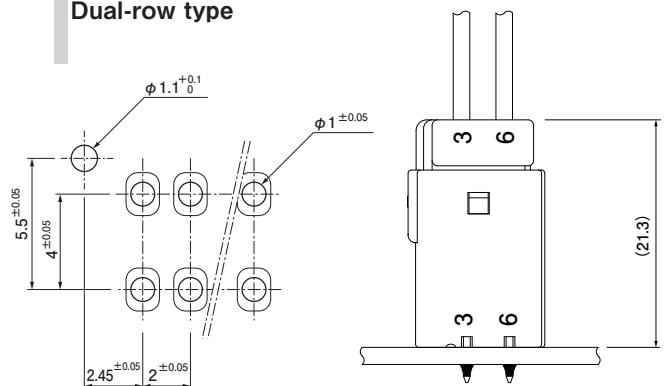 Dual-row type
φ1.1 +0.1 0
φ1 ±0.05
5.5 ±0.05
4 ±0.05
2.45 ±0.05
2 ±0.05
3 6
(21.3)
3 6